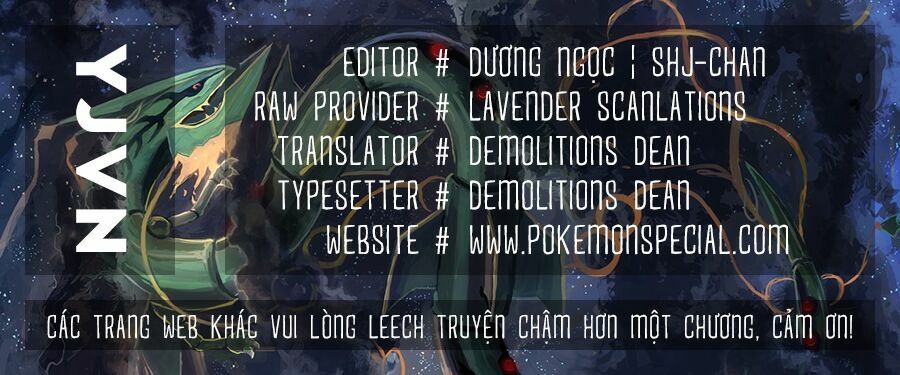 YJVN
EDITOR # DƯƠNG NGỌC ¦ SHJ-CHAN
RAW PROVIDER # LAVENDER SCANLATIONS
TRANSLATOR # DEMOLITIONS DEAN
TYPESETTER # DEMOLITIONS DEAN
WEBSITE # WWW.POKEMONSPECIAL.COM
CÁC TRANG WEB KHÁC VUI LÒNG LEECH TRUYỆN CHẬM HƠN MỘT CHƯƠNG, CẢM ƠN!